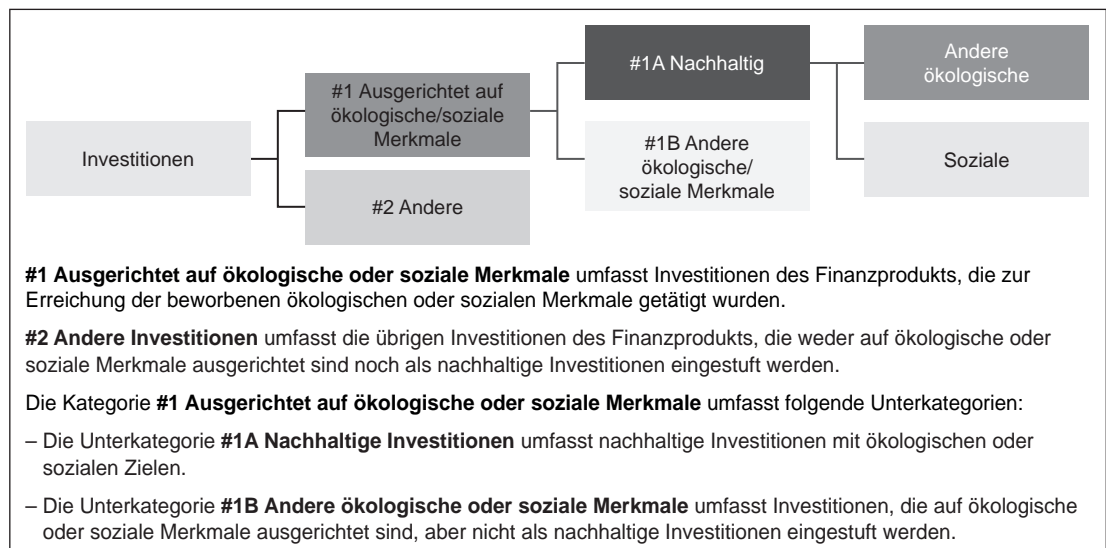 Investitionen
#1 Ausgerichtet auf
ökologische/soziale
Merkmale
#2 Andere
#1A Nachhaltig
#1B Andere
ökologische/
soziale Merkmale
Andere
ökologische
Soziale
#1 Ausgerichtet auf ökologische oder soziale Merkmale umfasst Investitionen des Finanzprodukts, die zur
Erreichung der beworbenen ökologischen oder sozialen Merkmale getätigt wurden.
#2 Andere Investitionen umfasst die übrigen Investitionen des Finanzprodukts, die weder auf ökologische oder
soziale Merkmale ausgerichtet sind noch als nachhaltige Investitionen eingestuft werden.
Die Kategorie #1 Ausgerichtet auf ökologische oder soziale Merkmale umfasst folgende Unterkategorien:
– Die Unterkategorie #1A Nachhaltige Investitionen umfasst nachhaltige Investitionen mit ökologischen oder
sozialen Zielen.
– Die Unterkategorie #1B Andere ökologische oder soziale Merkmale umfasst Investitionen, die auf ökologische
oder soziale Merkmale ausgerichtet sind, aber nicht als nachhaltige Investitionen eingestuft werden.